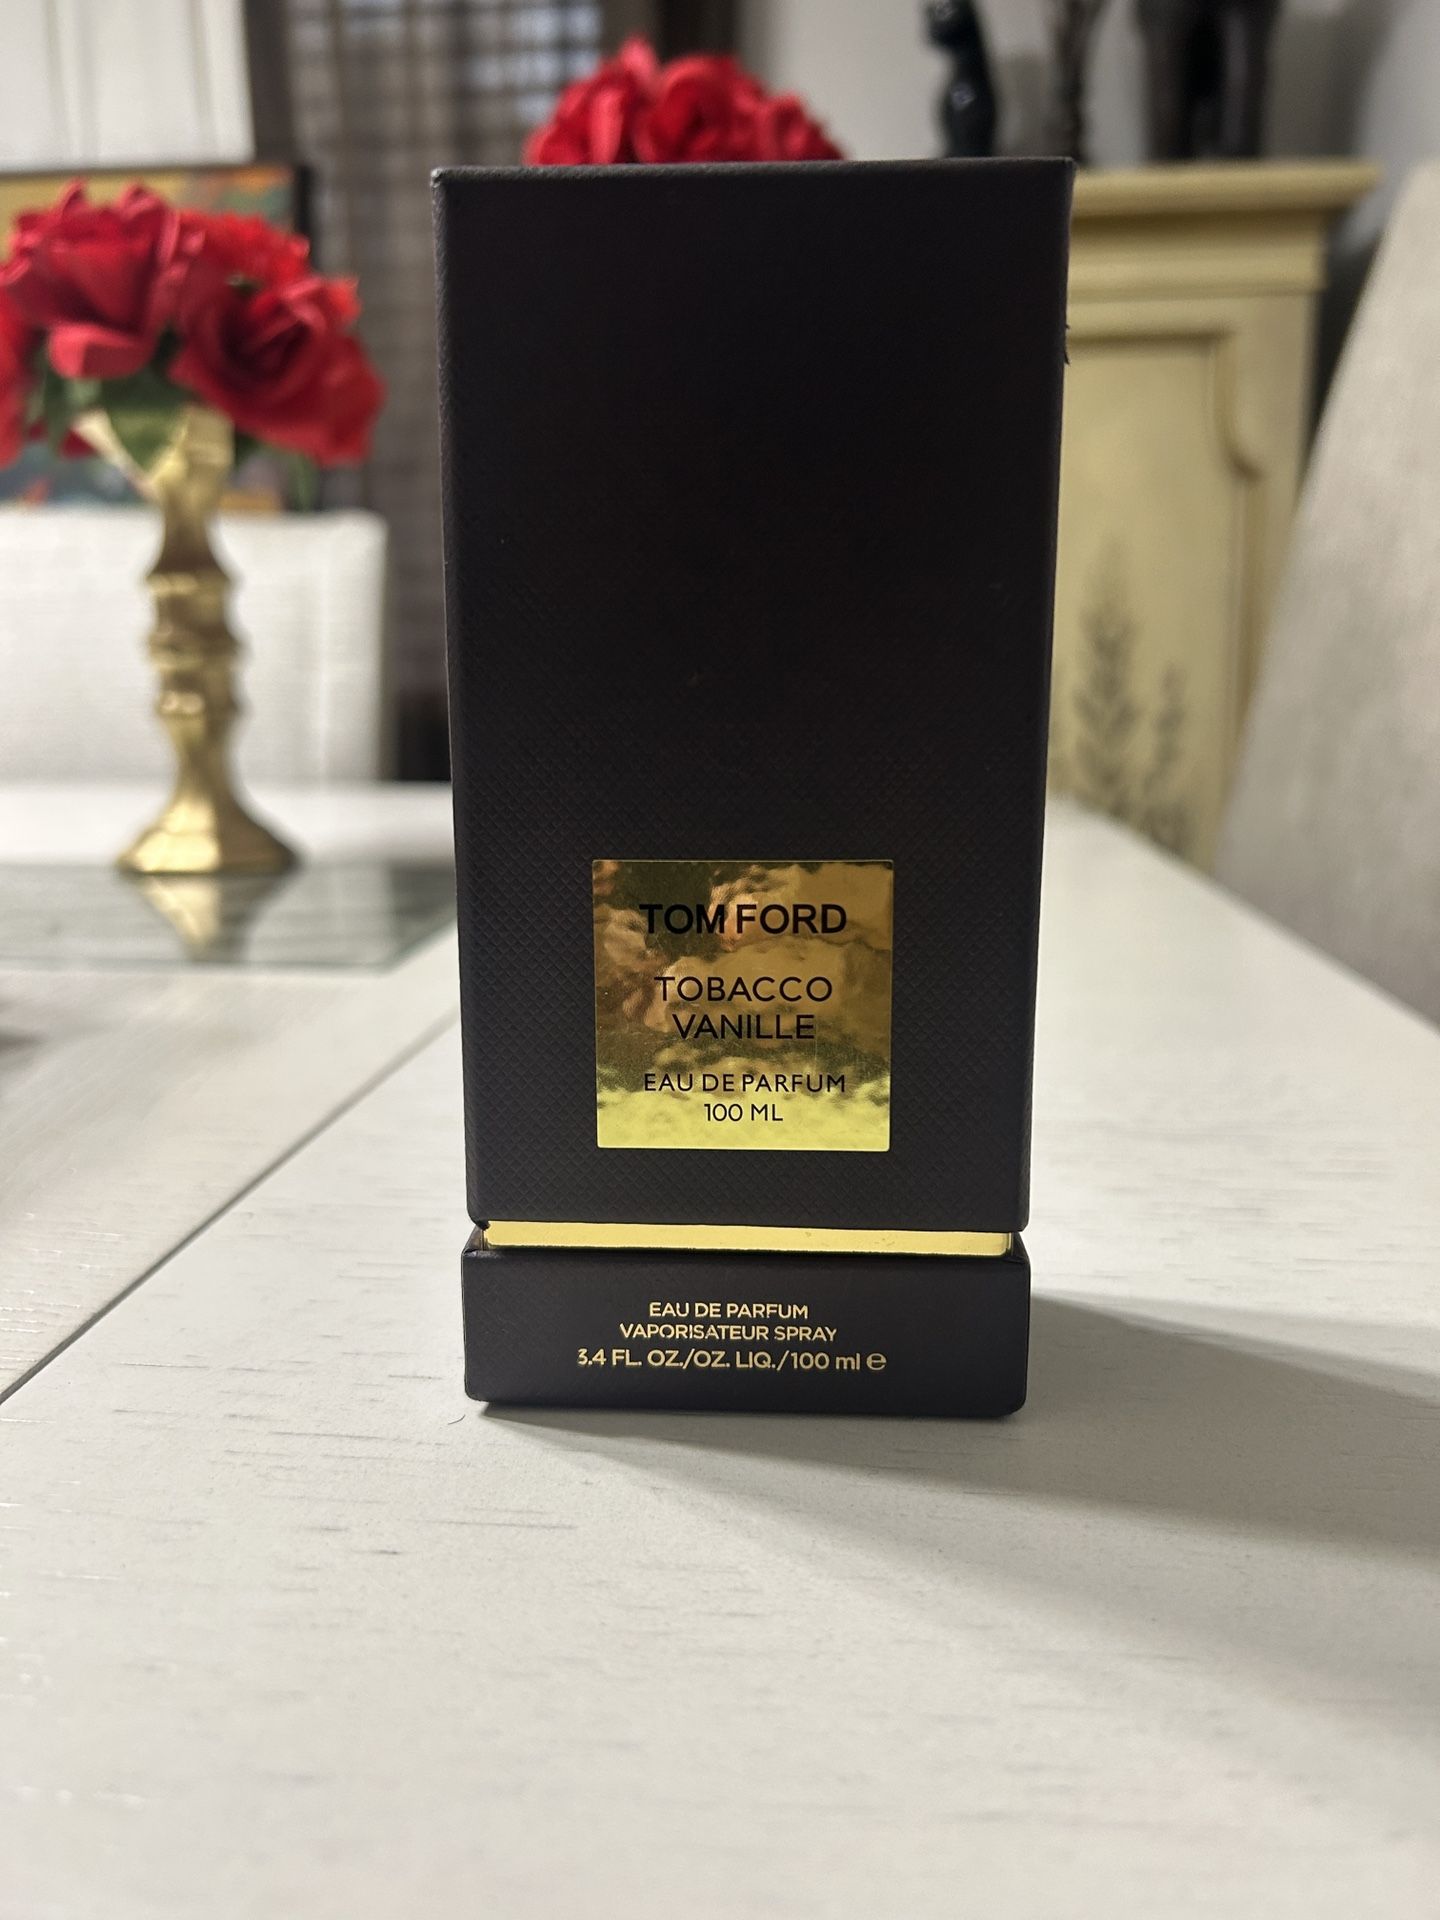 TOM FORD
TOBACCO
VANILLE
EAU DE PARFUM
100 ML
EAU DE PARFUM
VAPORISATEUR SPRAY
3.4 FL. OZ./OZ. LIQ./100 ml ℮